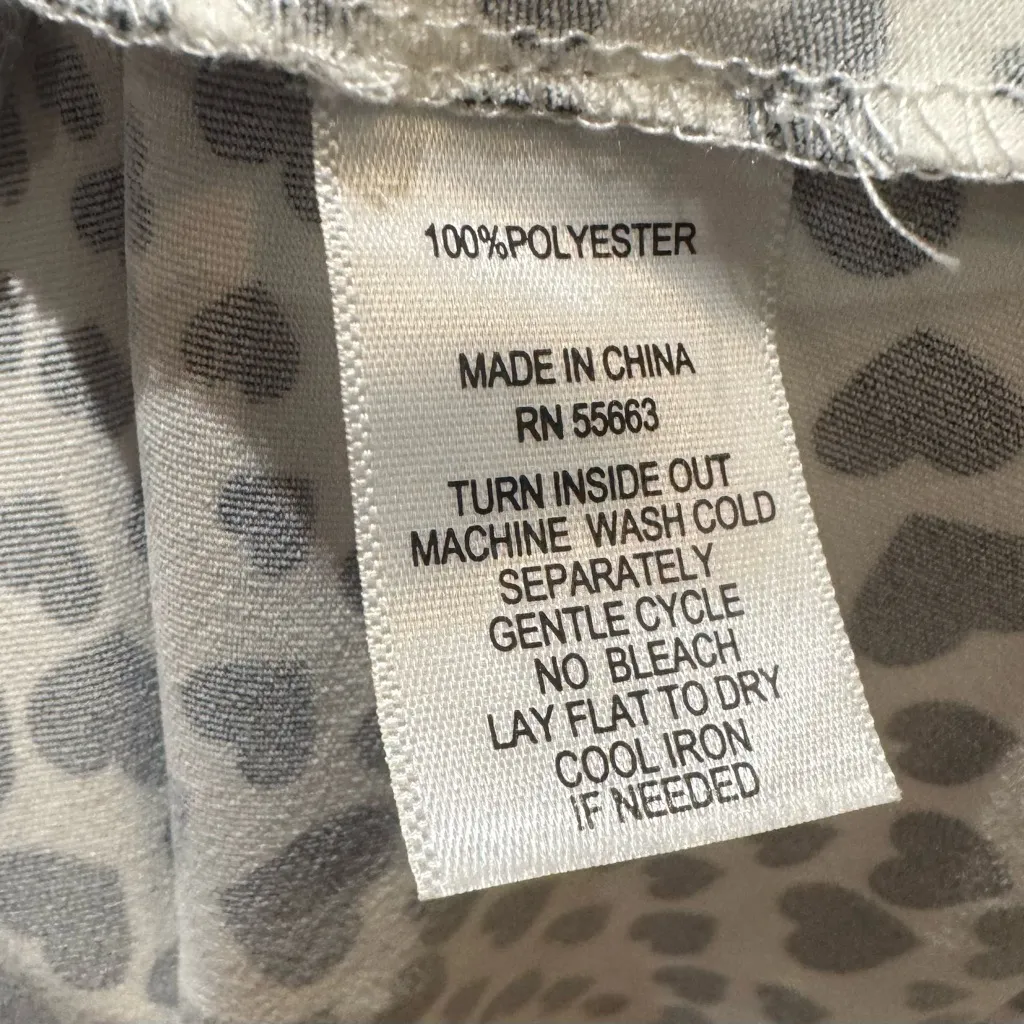 100%POLYESTER
MADE IN CHINA
RN 55663
TURN INSIDE OUT
MACHINE WASH COLD
SEPARATELY
GENTLE CYCLE
NO BLEACH
LAY FLAT TO DRY
COOL IRON
IF NEEDED